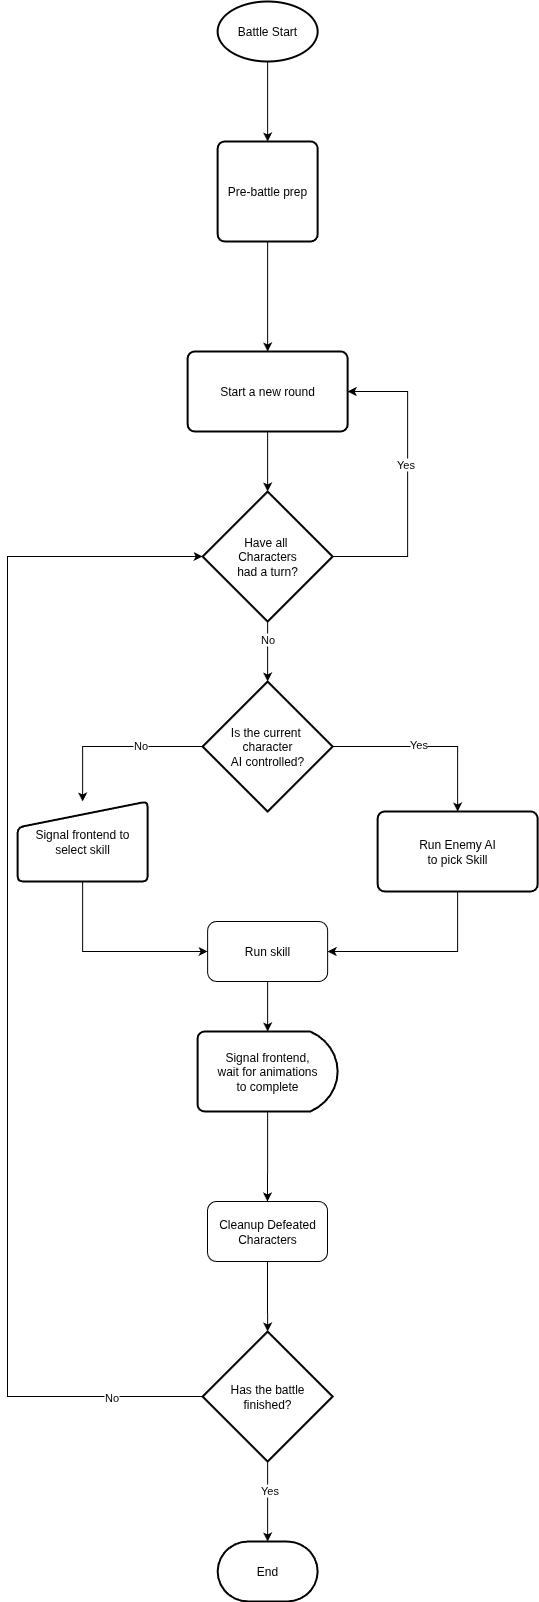 Battle Start
Pre-battle prep
Start a new round
Yes
Have all
Characters
had a turn?
No
Is the current
character
AI controlled?
No
Yes
Signal frontend to
select skill
Run Enemy AI
to pick Skill
Run skill
Signal frontend,
wait for animations
to complete
Cleanup Defeated
Characters
Has the battle
finished?
No
Yes
End